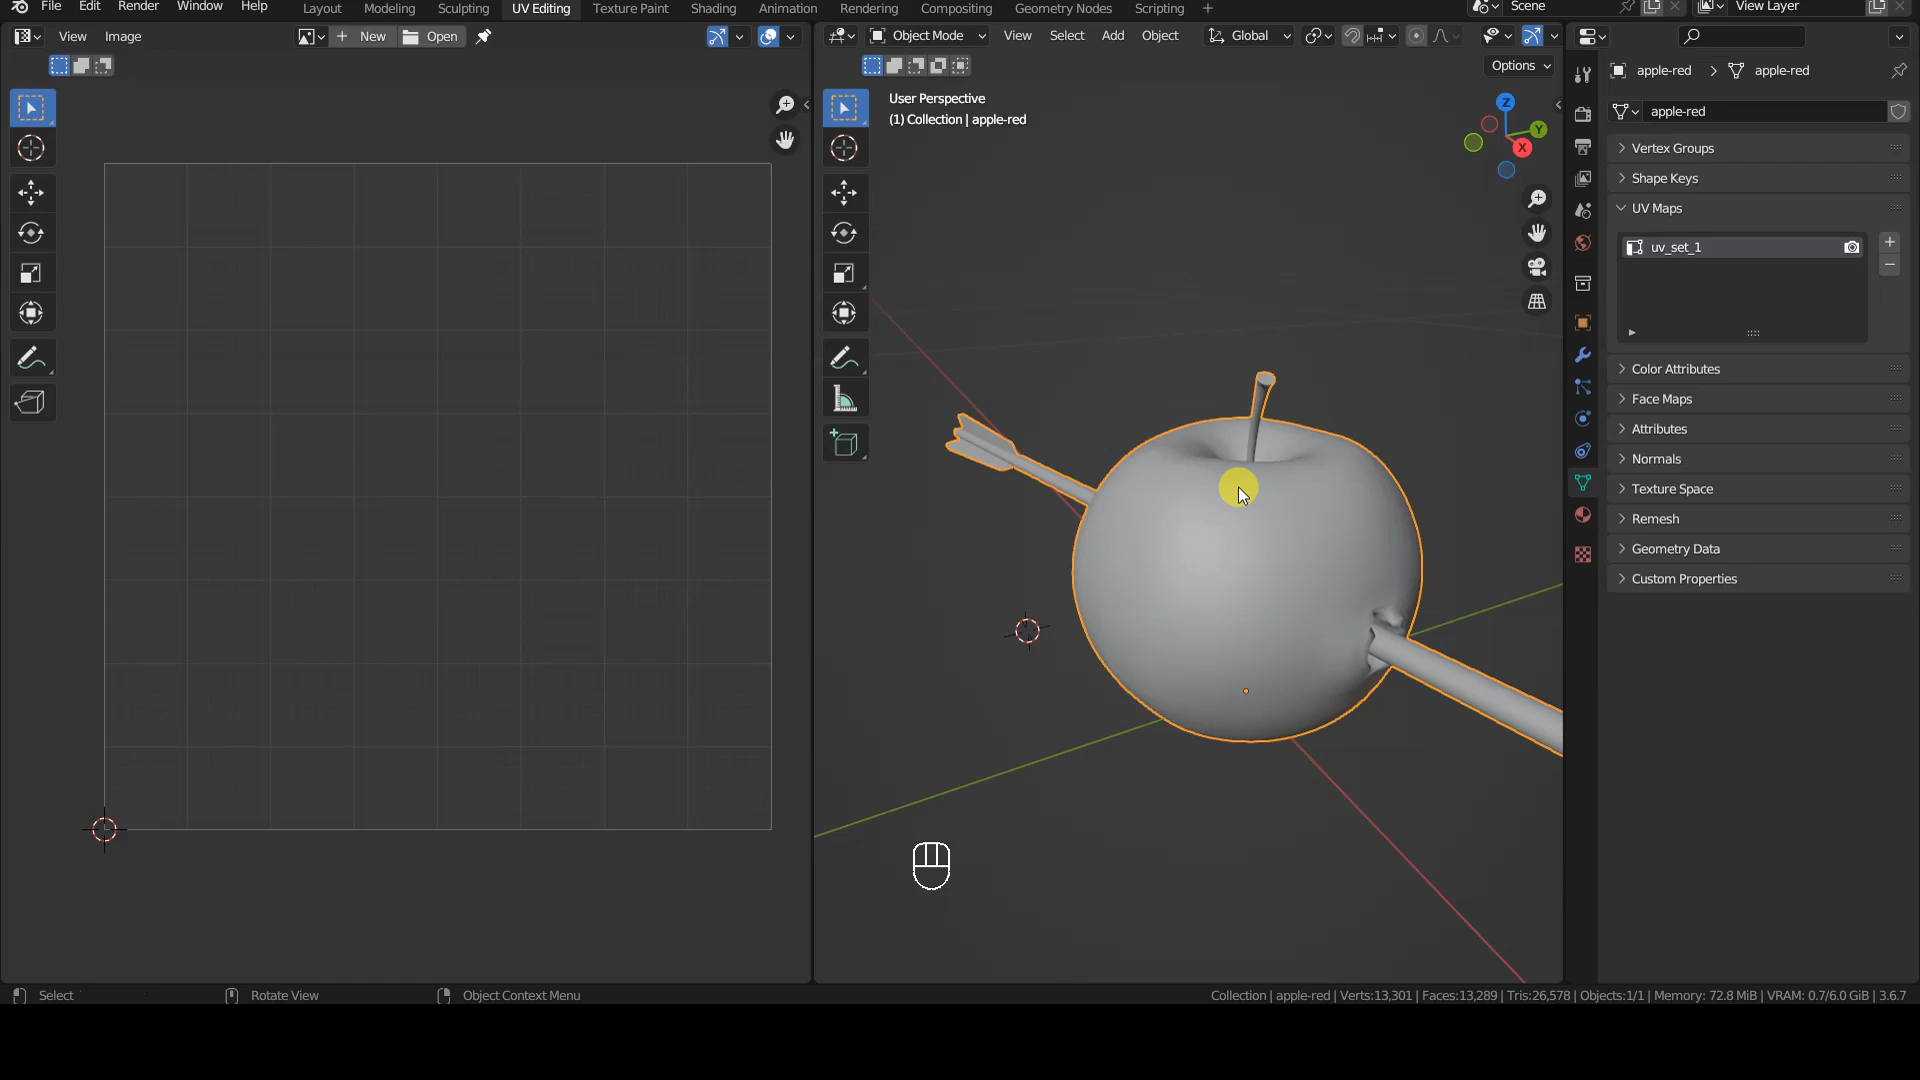 File Edit Render Window Help Layout Modeling Sculpting UV Editing Texture Paint Shading Animation Rendering Compositing Geometry Nodes Scripting + Scene View Layer
View Image + New Open Object Mode View Select Add Object Global
Options
apple-red > apple-red
User Perspective
(1) Collection | apple-red
Z
Y
X
apple-red
Vertex Groups
Shape Keys
UV Maps
uv_set_1
Color Attributes
Face Maps
Attributes
Normals
Texture Space
Remesh
Geometry Data
Custom Properties
Select Rotate View Object Context Menu Collection | apple-red | Verts:13,301 | Faces:13,289 | Tris:26,578 | Objects:1/1 | Memory: 72.8 MiB | VRAM: 0.7/6.0 GiB | 3.6.7